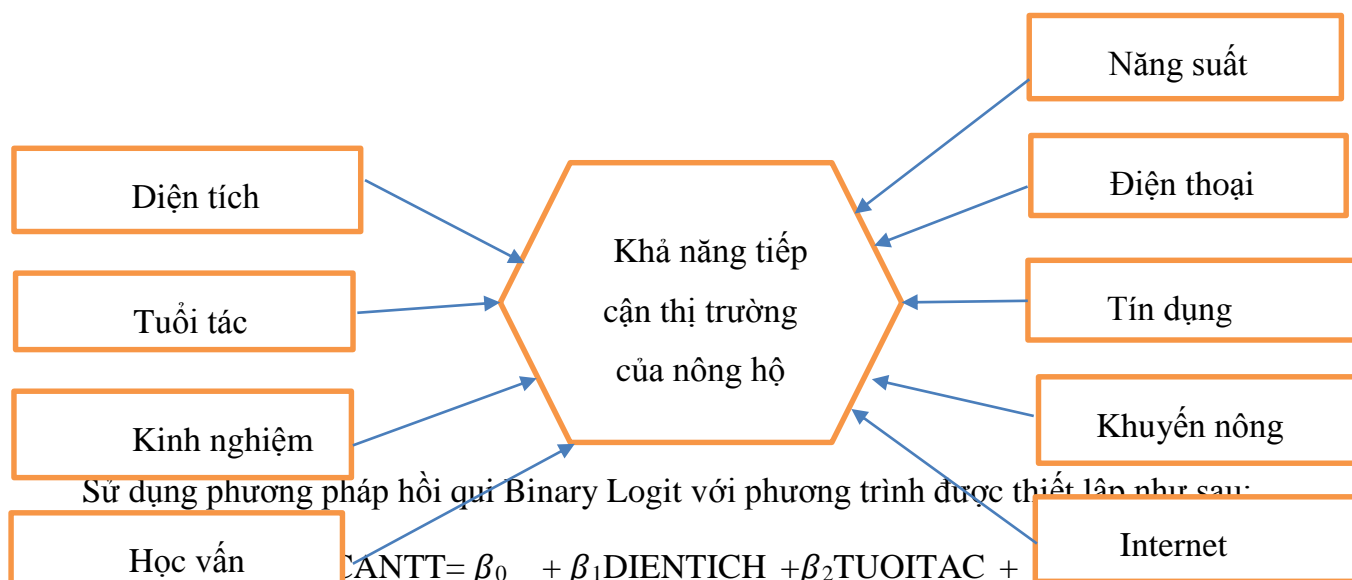 Năng suất
Diện tích
Điện thoại
Khả năng tiếp
cận thị trường
của nông hộ
Tuổi tác
Tín dụng
Kinh nghiệm
Khuyến nông
Sử dụng phương pháp hồi qui Binary Logit với phương trình được thiết lập như sau:
Học vấn
Internet
CANTT= β₀ + β₁DIENTICH +β₂TUOITAC +